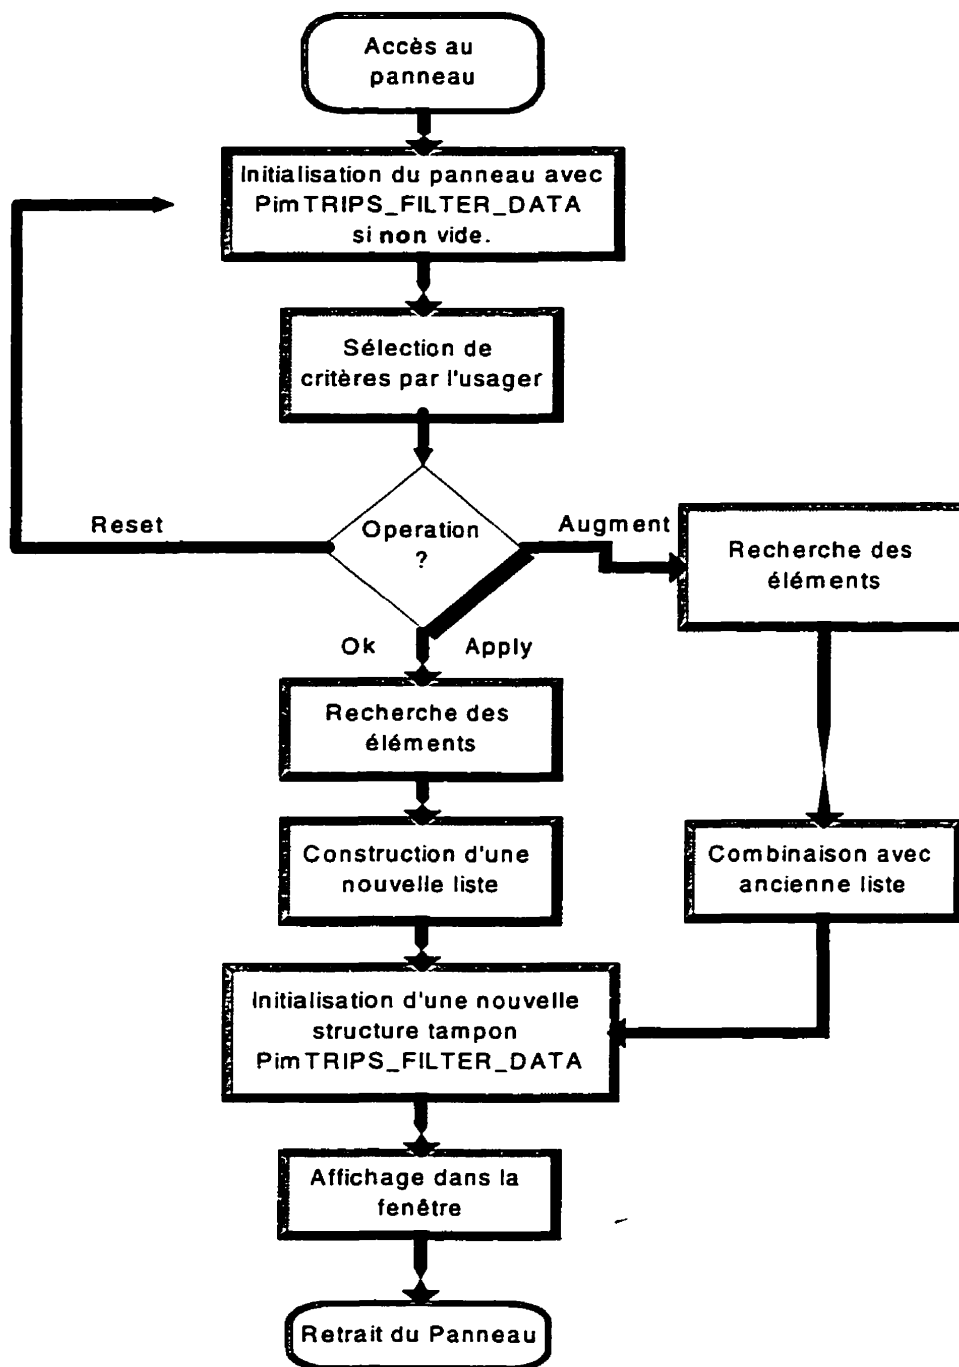 Accès au
panneau
Initialisation du panneau avec
PimTRIPS_FILTER_DATA
si non vide.
Sélection de
critères par l'usager
Reset
Operation
?
Augment
Recherche des
éléments
Ok
Apply
Recherche des
éléments
Construction d'une
nouvelle liste
Combinaison avec
ancienne liste
Initialisation d'une nouvelle
structure tampon
PimTRIPS_FILTER_DATA
Affichage dans la
fenêtre
Retrait du Panneau